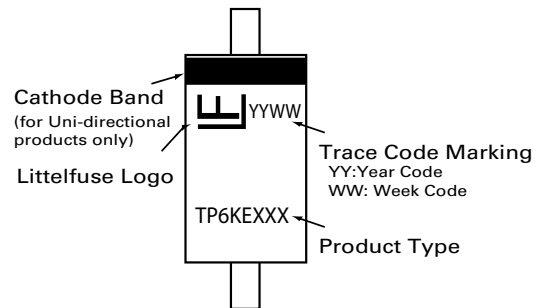 Cathode Band
(for Uni-directional
products only)
Littelfuse Logo
YYWW
Trace Code Marking
YY:Year Code
WW: Week Code
TP6KEXXX
Product Type